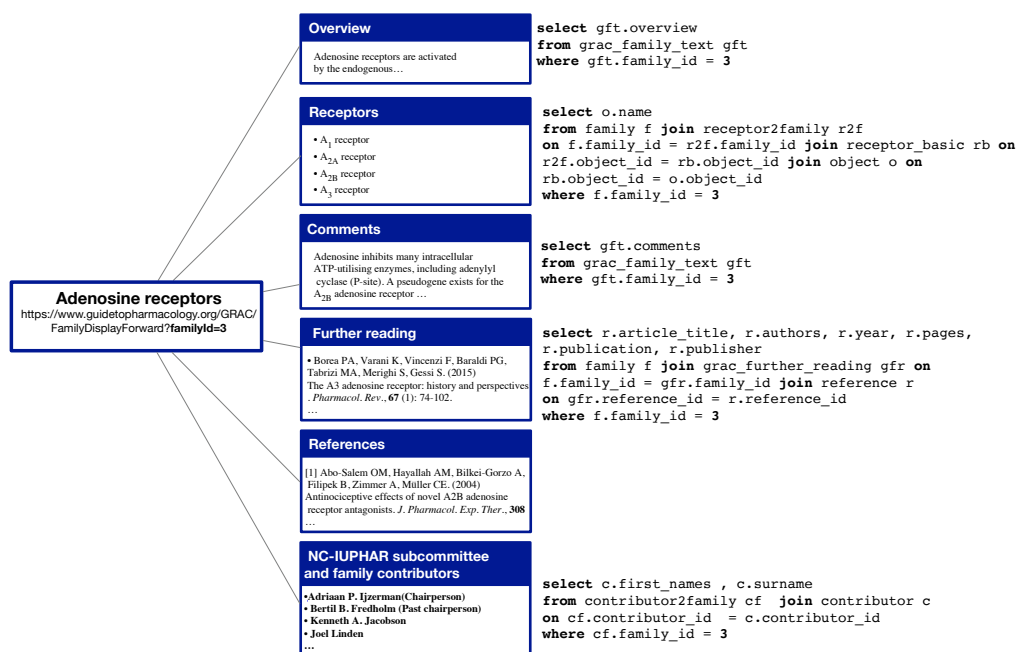 Adenosine receptors
https://www.guidetopharmacology.org/GRAC/
FamilyDisplayForward?familyId=3
Overview
Adenosine receptors are activated
by the endogenous…
select gft.overview
from grac_family_text gft
where gft.family_id = 3
Receptors
• A1 receptor
• A2A receptor
• A2B receptor
• A3 receptor
select o.name
from family f join receptor2family r2f
on f.family_id = r2f.family_id join receptor_basic rb on
r2f.object_id = rb.object_id join object o on
rb.object_id = o.object_id
where f.family_id = 3
Comments
Adenosine inhibits many intracellular
ATP-utilising enzymes, including adenylyl
cyclase (P-site). A pseudogene exists for the
A2B adenosine receptor …
select gft.comments
from grac_family_text gft
where gft.family_id = 3
Further reading
• Borea PA, Varani K, Vincenzi F, Baraldi PG,
Tabrizi MA, Merighi S, Gessi S. (2015)
The A3 adenosine receptor: history and perspectives
. Pharmacol. Rev., 67 (1): 74-102.
…
select r.article_title, r.authors, r.year, r.pages,
r.publication, r.publisher
from family f join grac_further_reading gfr on
f.family_id = gfr.family_id join reference r
on gfr.reference_id = r.reference_id
where f.family_id = 3
References
[1] Abo-Salem OM, Hayallah AM, Bilkei-Gorzo A,
Filipek B, Zimmer A, Müller CE. (2004)
Antinociceptive effects of novel A2B adenosine
receptor antagonists. J. Pharmacol. Exp. Ther., 308
…
NC-IUPHAR subcommittee
and family contributors
•Adriaan P. Ijzerman(Chairperson)
• Bertil B. Fredholm (Past chairperson)
• Kenneth A. Jacobson
• Joel Linden
…
select c.first_names , c.surname
from contributor2family cf join contributor c
on cf.contributor_id = c.contributor_id
where cf.family_id = 3